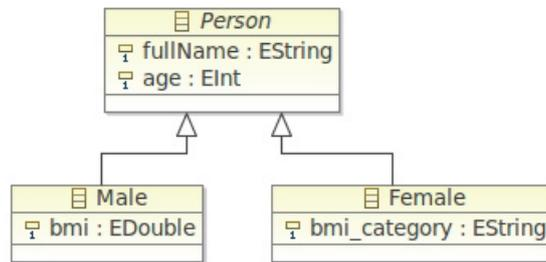 Person
fullName : EString
age : EInt
Male
bmi : EDouble
Female
bmi_category : EString